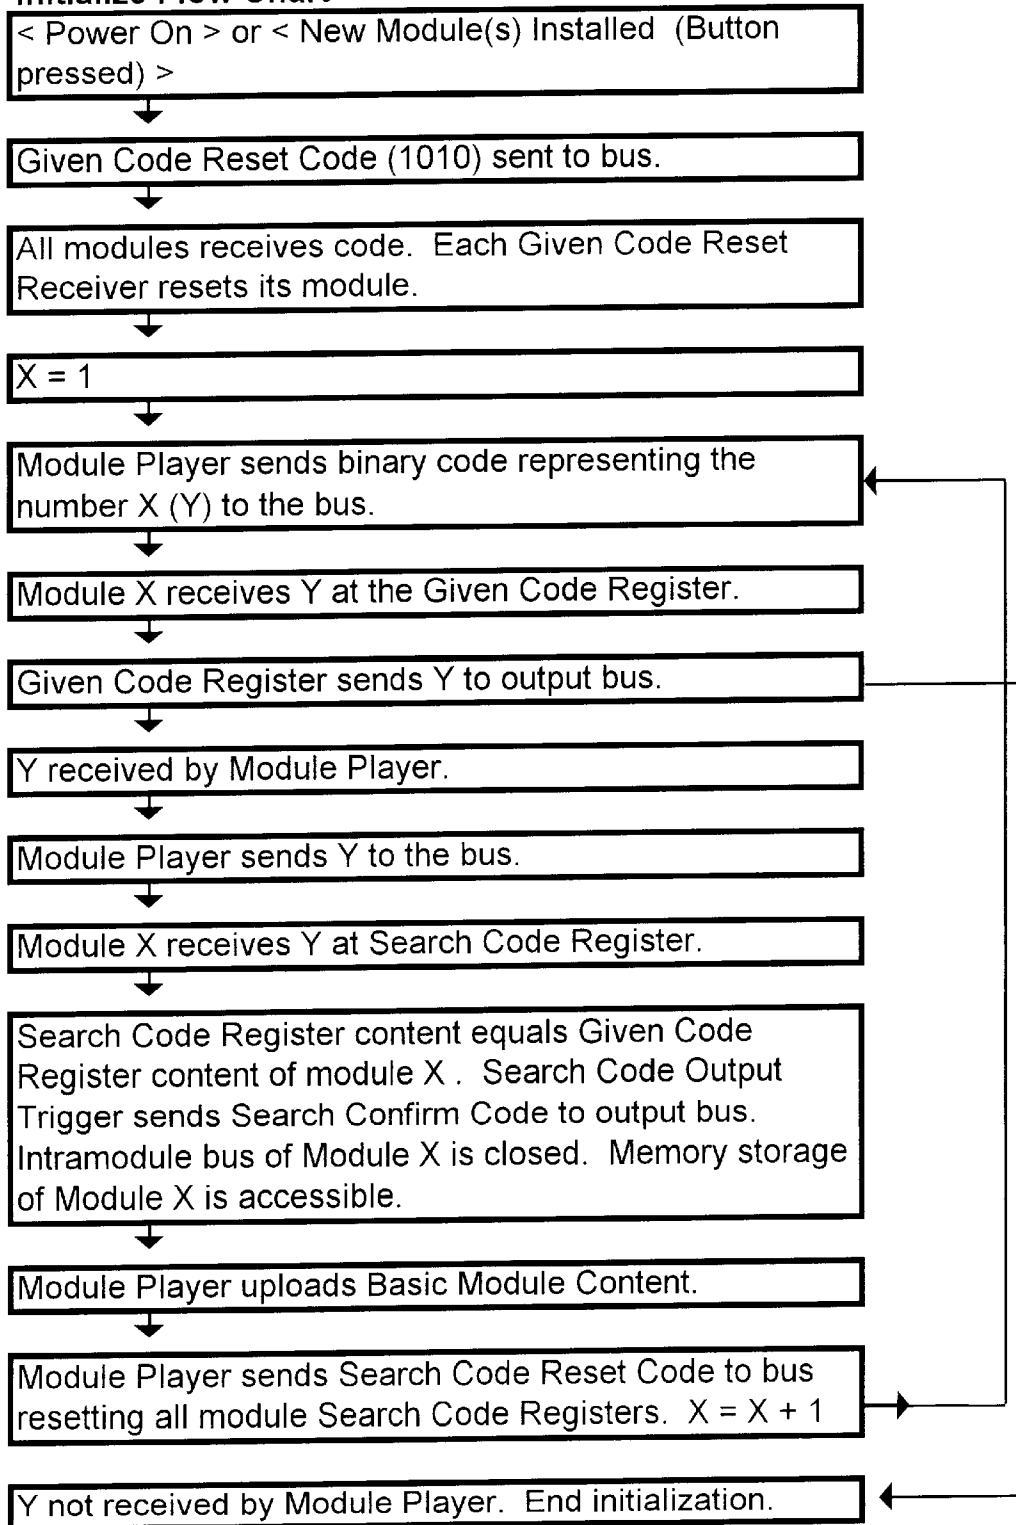 Initialize Flow Chart
< Power On > or < New Module(s) Installed (Button
pressed) >
Given Code Reset Code (1010) sent to bus.
All modules receives code. Each Given Code Reset
Receiver resets its module.
X = 1
Module Player sends binary code representing the
number X (Y) to the bus.
Module X receives Y at the Given Code Register.
Given Code Register sends Y to output bus.
Y received by Module Player.
Module Player sends Y to the bus.
Module X receives Y at Search Code Register.
Search Code Register content equals Given Code
Register content of module X . Search Code Output
Trigger sends Search Confirm Code to output bus.
Intramodule bus of Module X is closed. Memory storage
of Module X is accessible.
Module Player uploads Basic Module Content.
Module Player sends Search Code Reset Code to bus
resetting all module Search Code Registers. X = X + 1
Y not received by Module Player. End initialization.